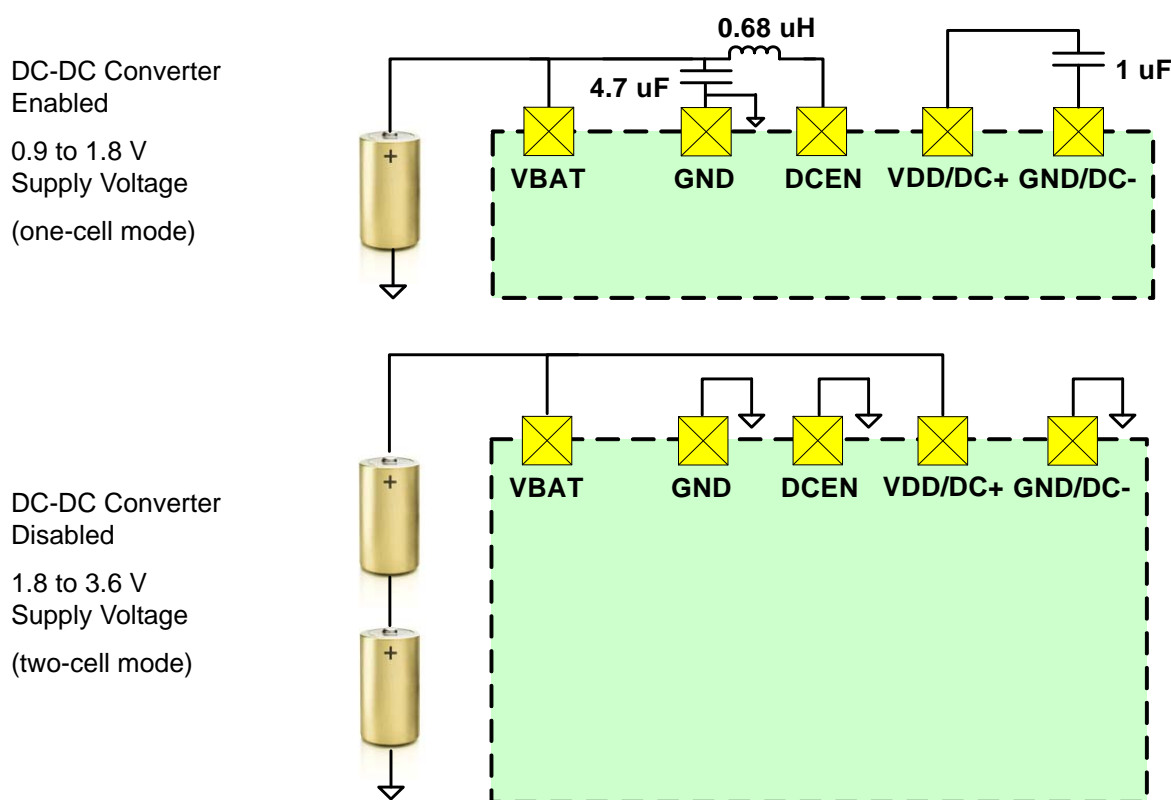 DC-DC Converter
Enabled
0.9 to 1.8 V
Supply Voltage
(one-cell mode)
0.68 uH
4.7 uF
1 uF
+
VBAT
GND
DCEN
VDD/DC+
GND/DC-
DC-DC Converter
Disabled
1.8 to 3.6 V
Supply Voltage
(two-cell mode)
+
+
VBAT
GND
DCEN
VDD/DC+
GND/DC-